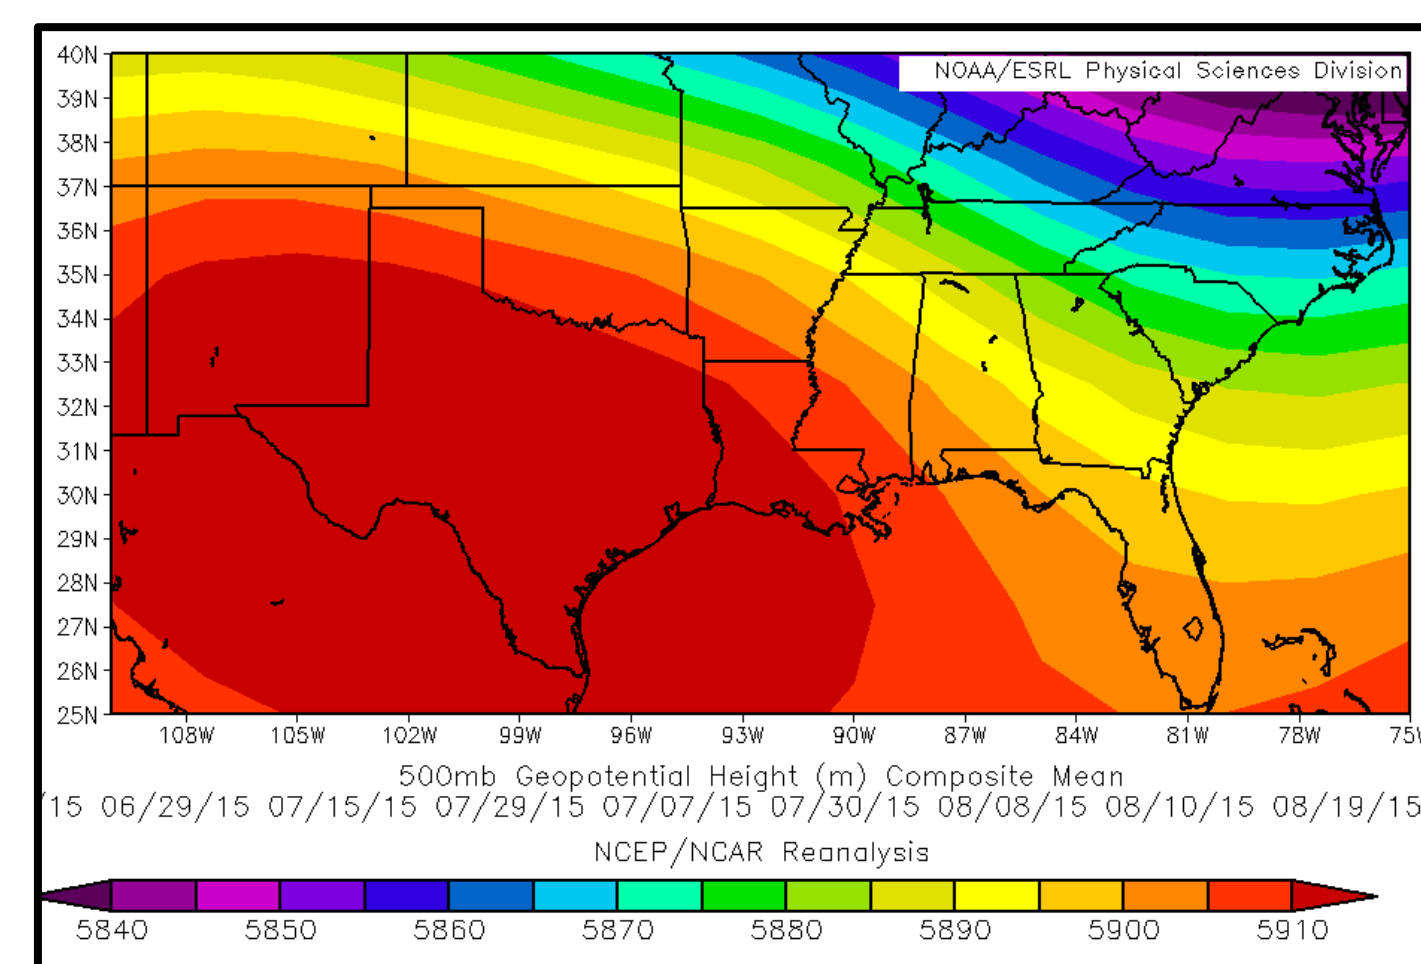 NOAA/ESRL Physical Sciences Division
40N
39N
38N
37N
36N
35N
34N
33N
32N
31N
30N
29N
28N
27N
26N
25N
108W 105W 102W 99W 96W 93W 90W 87W 84W 81W 78W 75W
500mb Geopotential Height (m) Composite Mean
/15 06/29/15 07/15/15 07/29/15 07/07/15 07/30/15 08/08/15 08/10/15 08/19/15
NCEP/NCAR Reanalysis
5840 5850 5860 5870 5880 5890 5900 5910